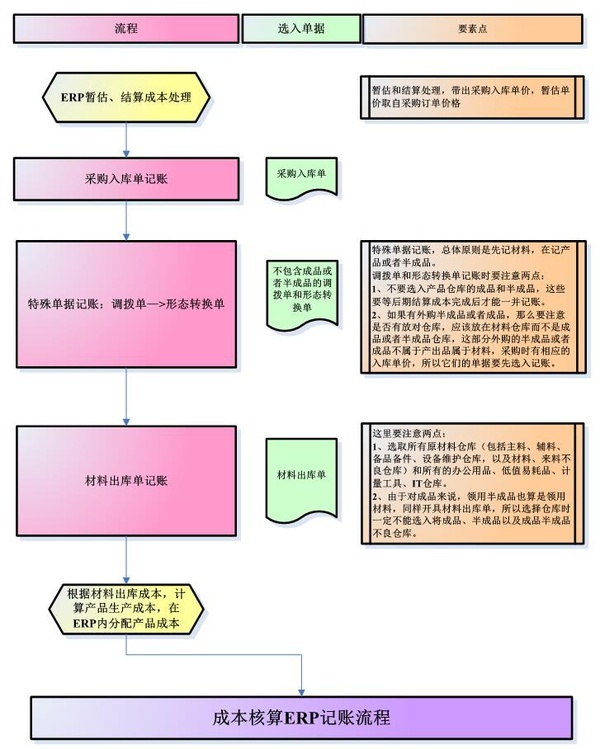 流程
选入单据
要素点
ERP暂估、结算成本处理
暂估和结算处理，带出采购入库单价，暂估单
价取自采购订单价格
采购入库单记账
采购入库单
特殊单据记账：调拨单—>形态转换单
不包含成品或
者半成品的调
拨单和形态转
换单
特殊单据记账，总体原则是先记材料，在记产
品或者半成品。
调拨单和形态转换单记账时要注意两点：
1、不要选入产品仓库的成品和半成品，这些
要等后期结算成本完成后才能一并记账。
2、如果有外购半成品或者成品，那么要注意
是否有放对仓库，应该放在材料仓库而不是成
品或者半成品仓库，这部分外购的半成品或者
成品不属于产出品属于材料，采购时有相应的
入库单价，所以它们的单据要先选入记账。
材料出库单记账
材料出库单
这里要注意两点：
1、选取所有原材料仓库（包括主料、辅料、
备品备件、设备维护仓库，以及材料、来料不
良仓库）和所有的办公用品、低值易耗品、计
量工具、IT仓库。
2、由于对成品来说，领用半成品也算是领用
材料，同样开具材料出库单，所以选择仓库时
一定不能选入将成品、半成品以及成品半成品
不良仓库。
根据材料出库成本，计
算产品生产成本，在
ERP内分配产品成本
成本核算ERP记账流程